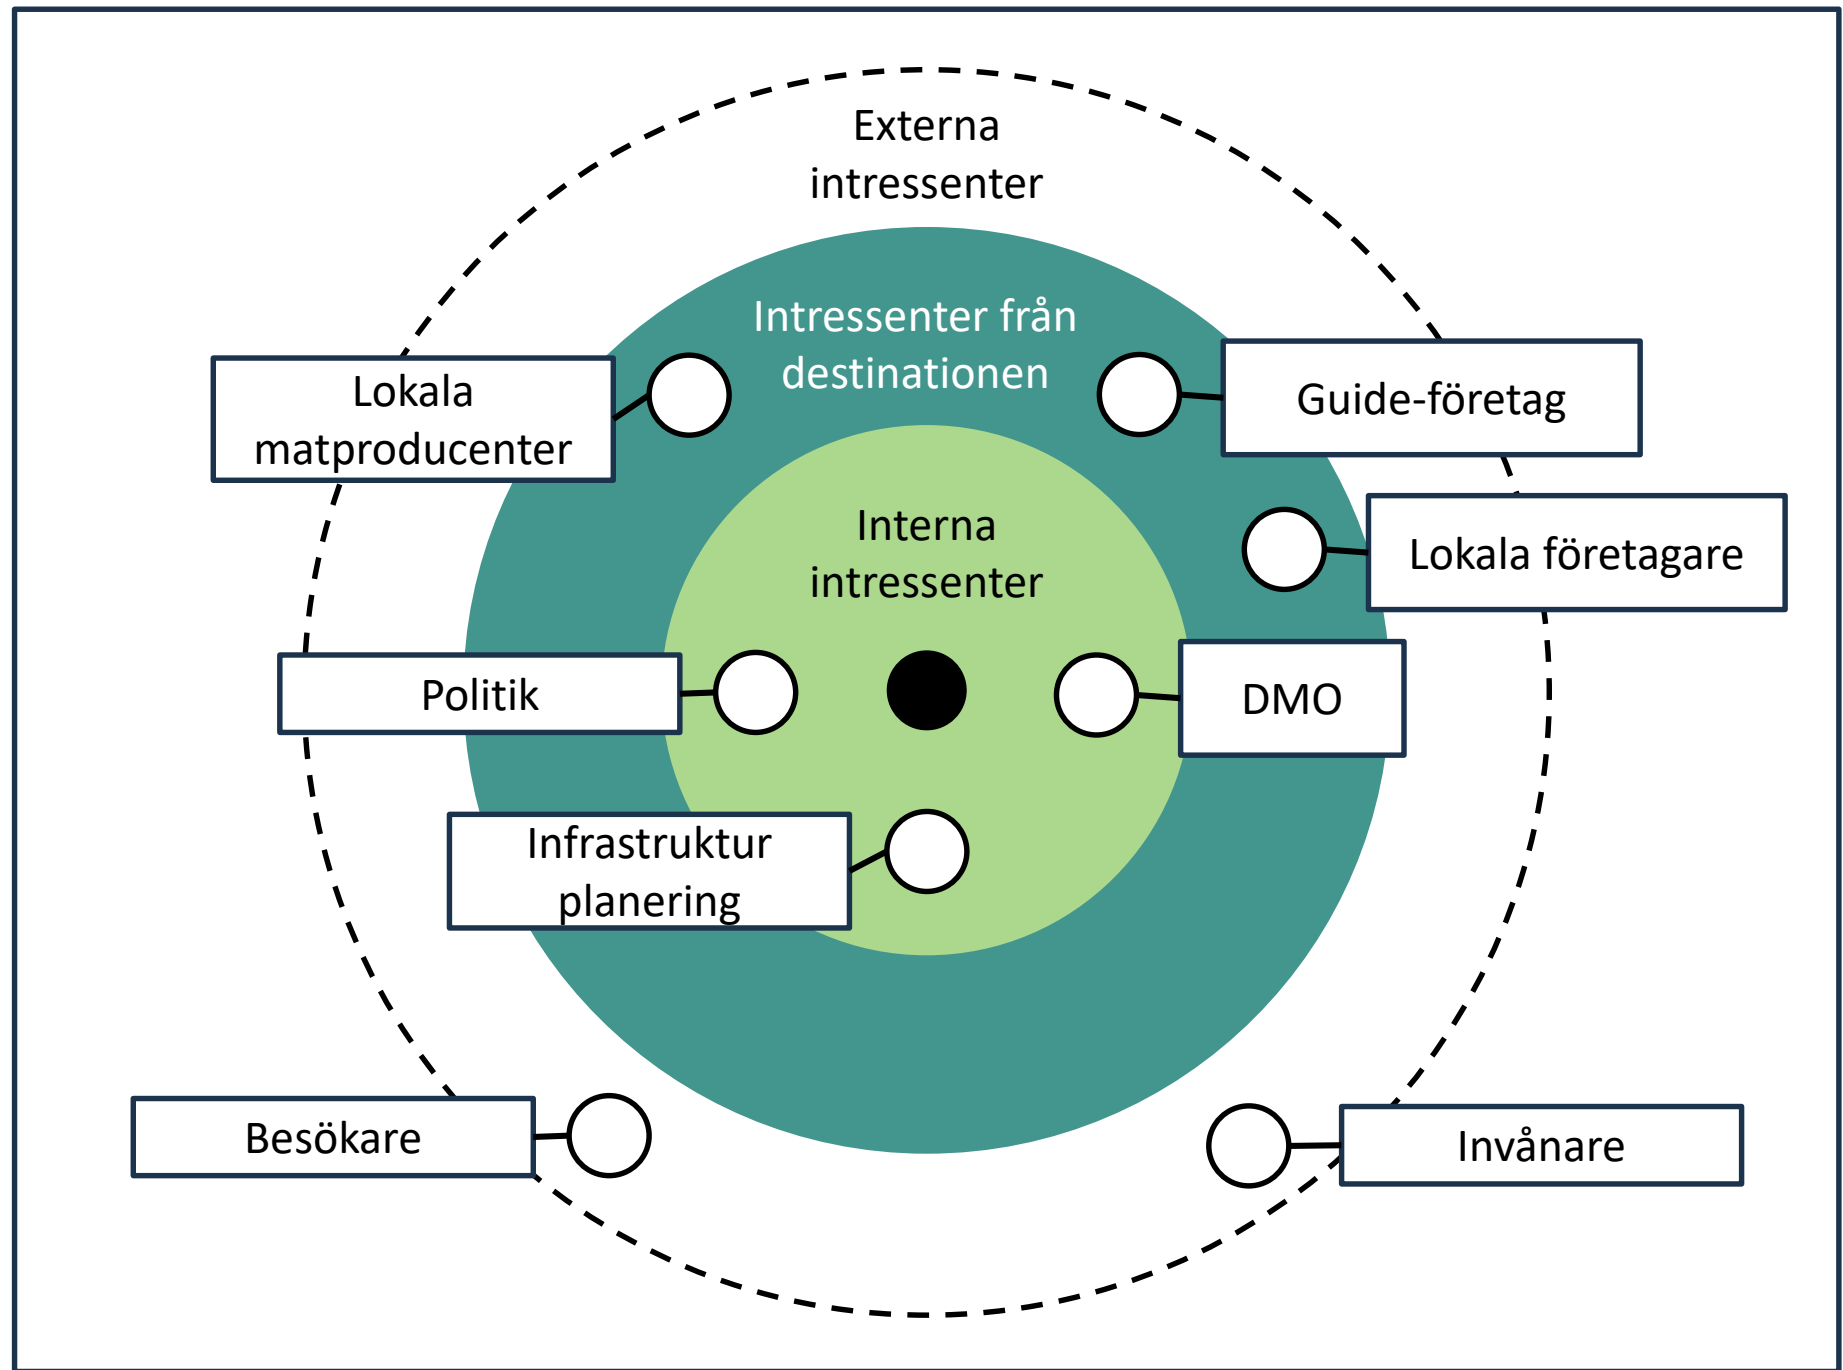 Externa
intressenter
Intressenter från
destinationen
Lokala
matproducenter
Guide-företag
Interna
intressenter
Lokala företagare
Politik
DMO
Infrastruktur
planering
Besökare
Invånare